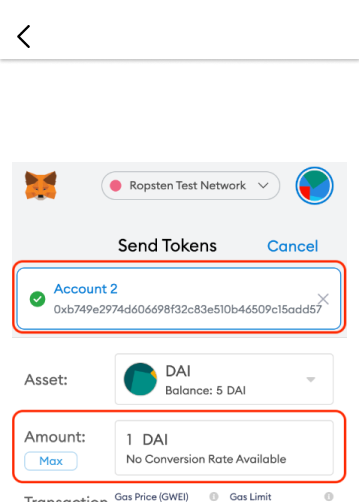 Ropsten Test Network
Send Tokens Cancel
Account 2
0xb749e2974d606698f32c83e510b46509c15add57
Asset: DAI
Balance: 5 DAI
Amount: 1 DAI
Max No Conversion Rate Available
Transaction Gas Price (GWEI) Gas Limit